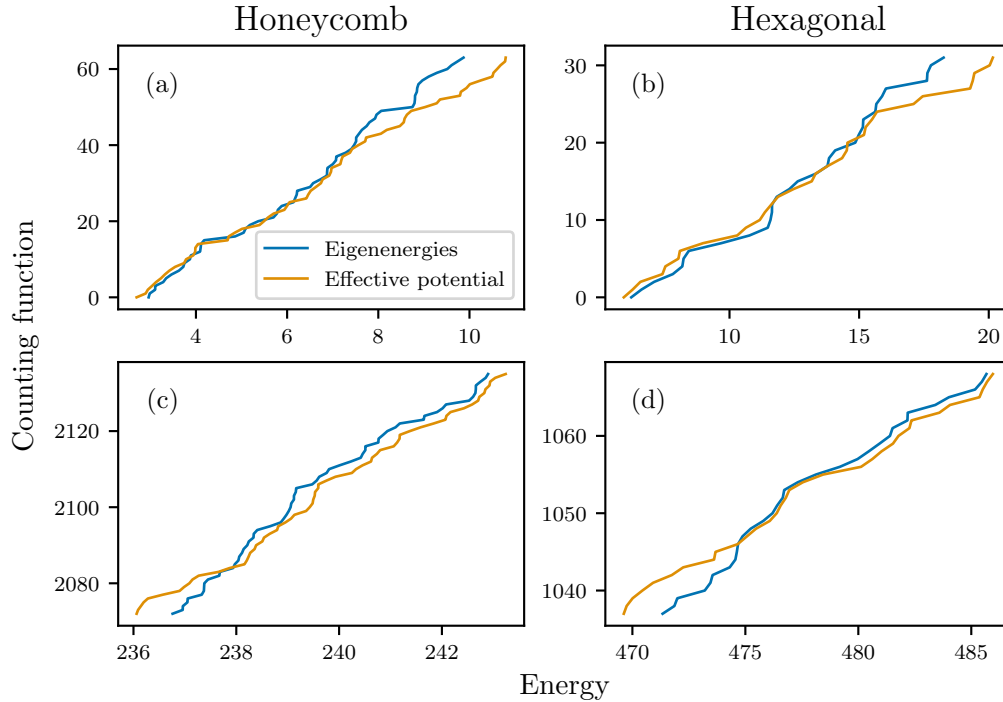 Honeycomb
Hexagonal
(a)
60
40
20
0
4
6
8
10
Eigenenergies
Effective potential
(b)
30
20
10
0
10
15
20
Counting function
(c)
2120
2100
2080
236
238
240
242
(d)
1060
1050
1040
470
475
480
485
Energy